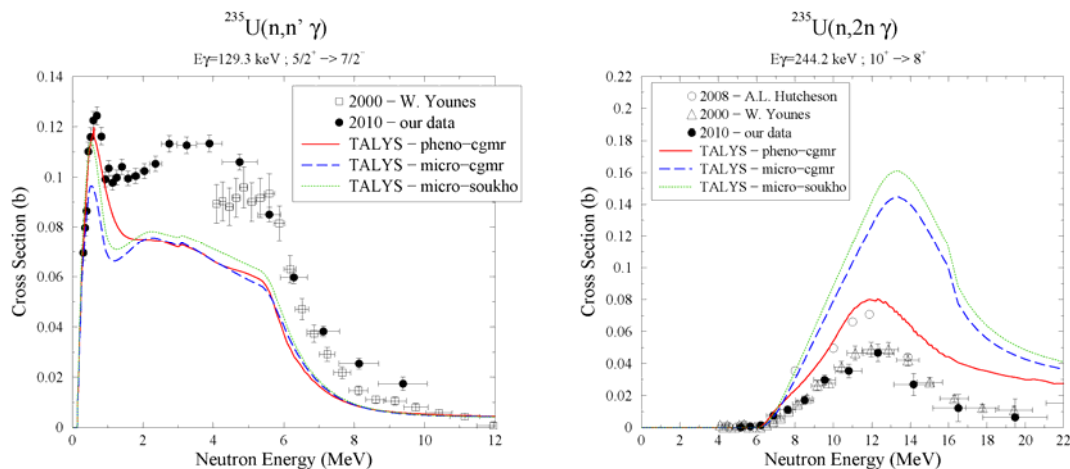 ²³⁵U(n,n’ γ)
Eγ=129.3 keV ; 5/2⁺ −> 7/2⁻
0.14
0.12
0.1
0.08
0.06
0.04
0.02
0
Cross Section (b)
2000 − W. Younes
2010 − our data
TALYS − pheno−cgmr
TALYS − micro−cgmr
TALYS − micro−soukho
0 2 4 6 8 10 12
Neutron Energy (MeV)
²³⁵U(n,2n γ)
Eγ=244.2 keV ; 10⁺ −> 8⁺
0.22
0.2
0.18
0.16
0.14
0.12
0.1
0.08
0.06
0.04
0.02
0
Cross Section (b)
2008 − A.L. Hutcheson
2000 − W. Younes
2010 − our data
TALYS − pheno−cgmr
TALYS − micro−cgmr
TALYS − micro−soukho
0 2 4 6 8 10 12 14 16 18 20 22
Neutron Energy (MeV)